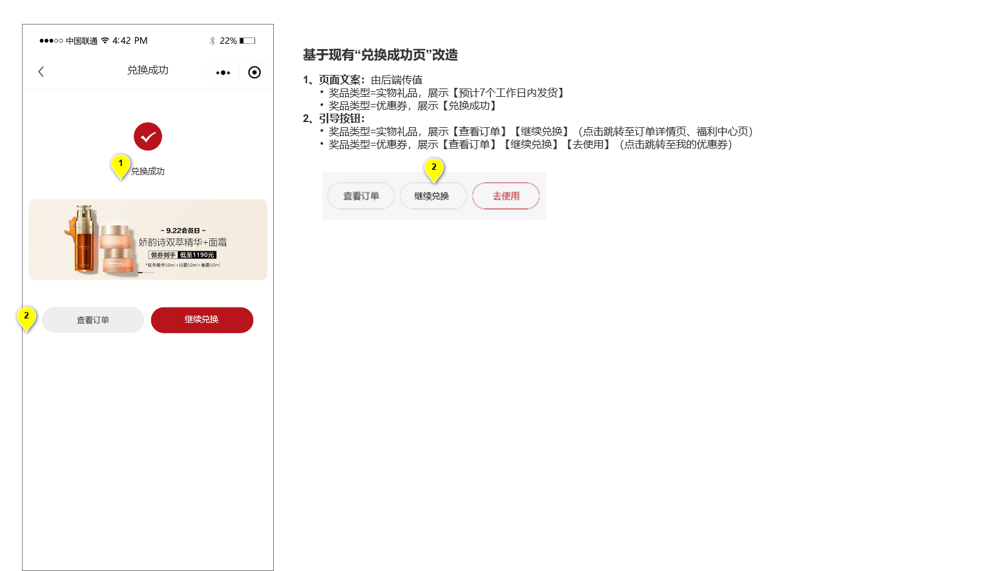 ●●●○○ 中国联通 4:42 PM 22%
兑换成功
1
兑换成功
– 9.22会员日 –
娇韵诗双萃精华+面霜
领券到手 低至1190元
*双萃精华50ml+日霜50ml+晚霜50ml
2
查看订单 继续兑换
基于现有“兑换成功页”改造
1、页面文案：由后端传值
• 奖品类型=实物礼品，展示【预计7个工作日内发货】
• 奖品类型=优惠券，展示【兑换成功】
2、引导按钮：
• 奖品类型=实物礼品，展示【查看订单】【继续兑换】（点击跳转至订单详情页、福利中心页）
• 奖品类型=优惠券，展示【查看订单】【继续兑换】【去使用】（点击跳转至我的优惠券）
2
查看订单 继续兑换 去使用